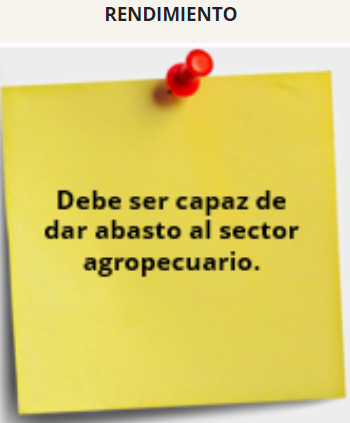 RENDIMIENTO
Debe ser capaz de
dar abasto al sector
agropecuario.